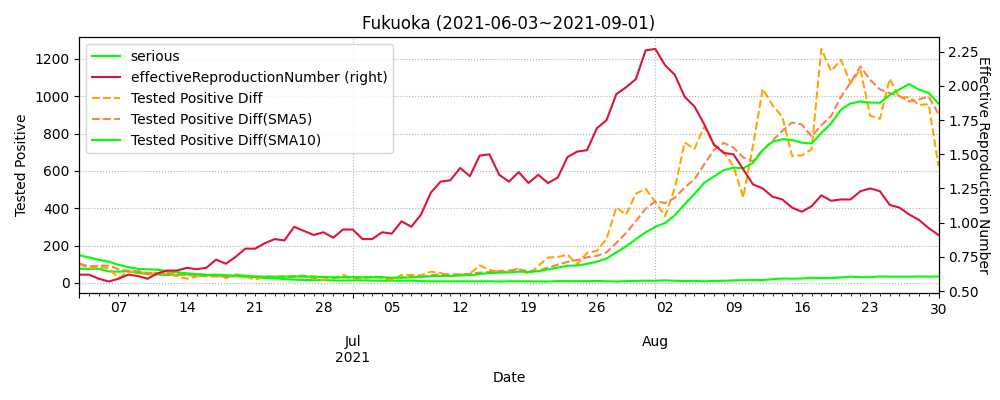 Fukuoka (2021-06-03~2021-09-01)
serious
effectiveReproductionNumber (right)
Tested Positive Diff
Tested Positive Diff(SMA5)
Tested Positive Diff(SMA10)
Tested Positive
1200
1000
800
600
400
200
0
Effective Reproduction Number
2.25
2.00
1.75
1.50
1.25
1.00
0.75
0.50
07 14 21 28 05 12 19 26 02 09 16 23 30
Jul Aug
2021
Date